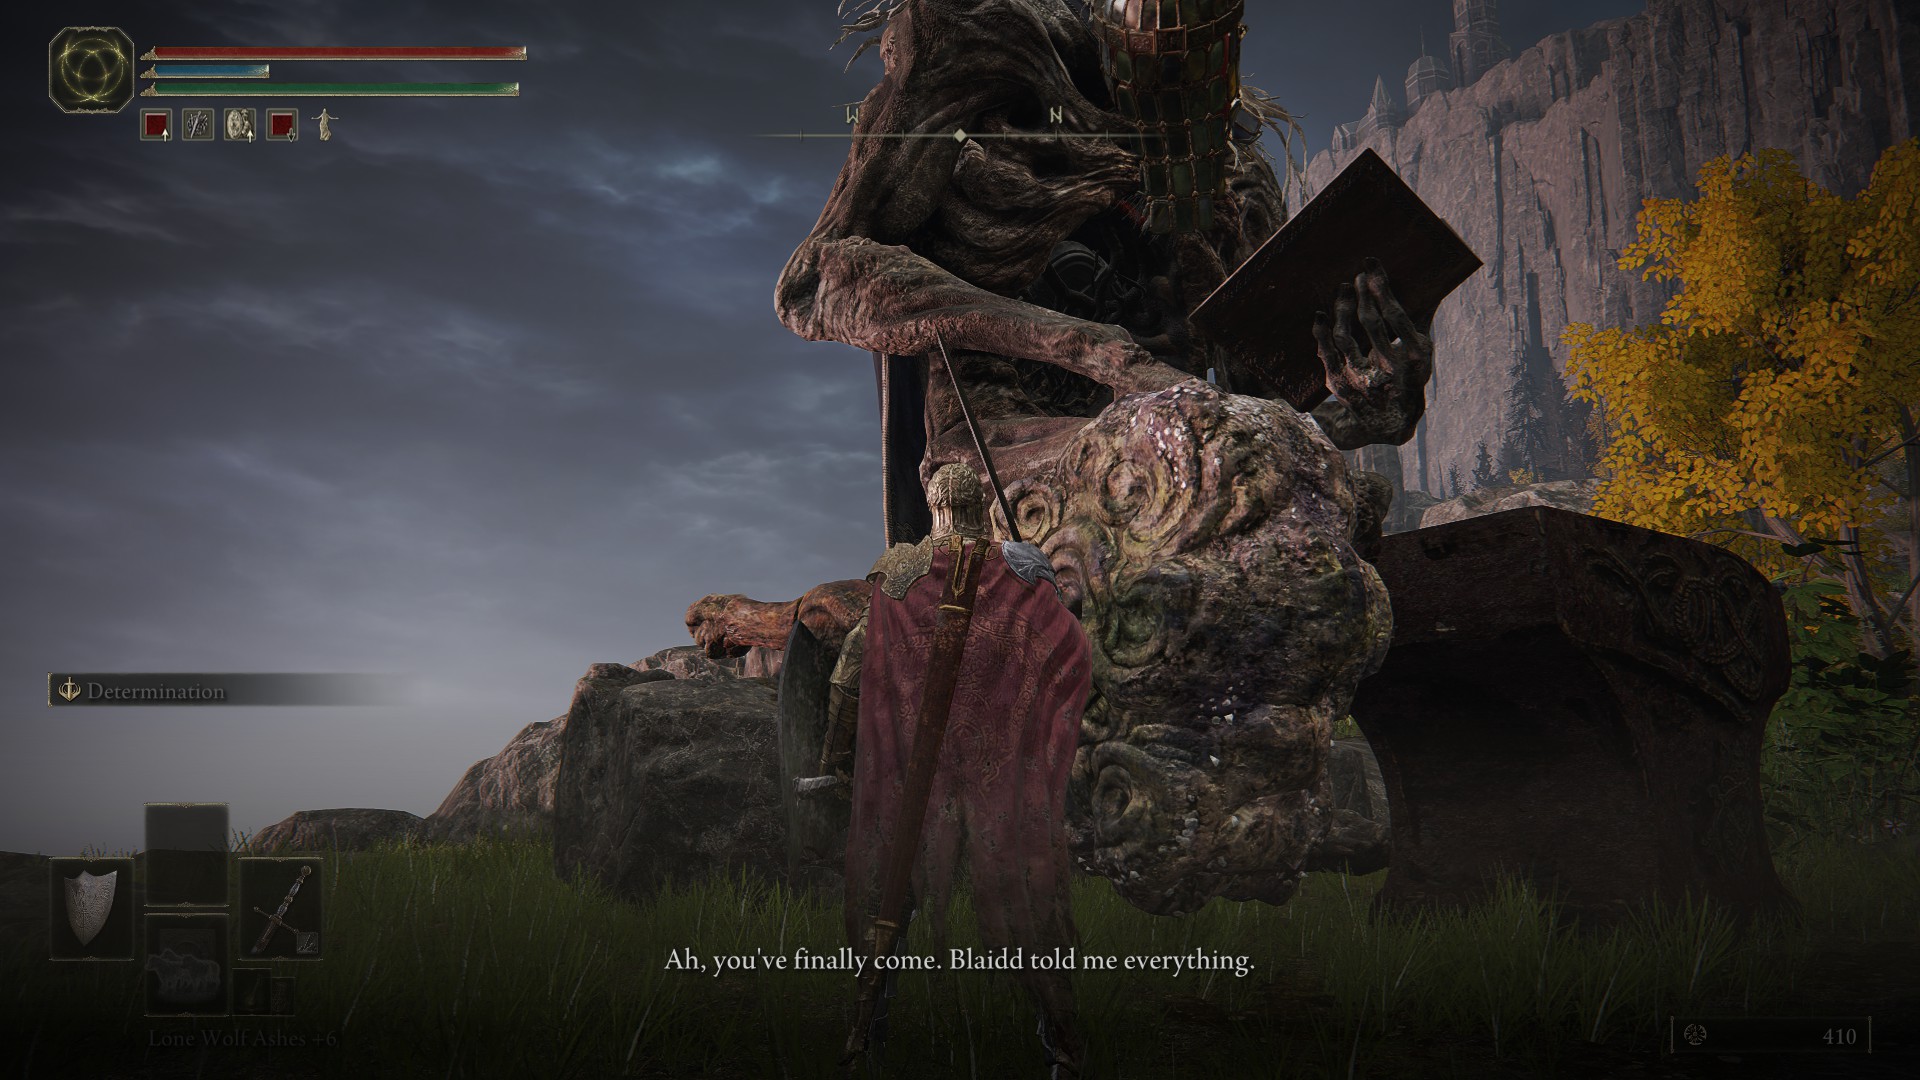 W
N
Determination
Ah, you've finally come. Blaidd told me everything.
Lone Wolf Ashes +6
410